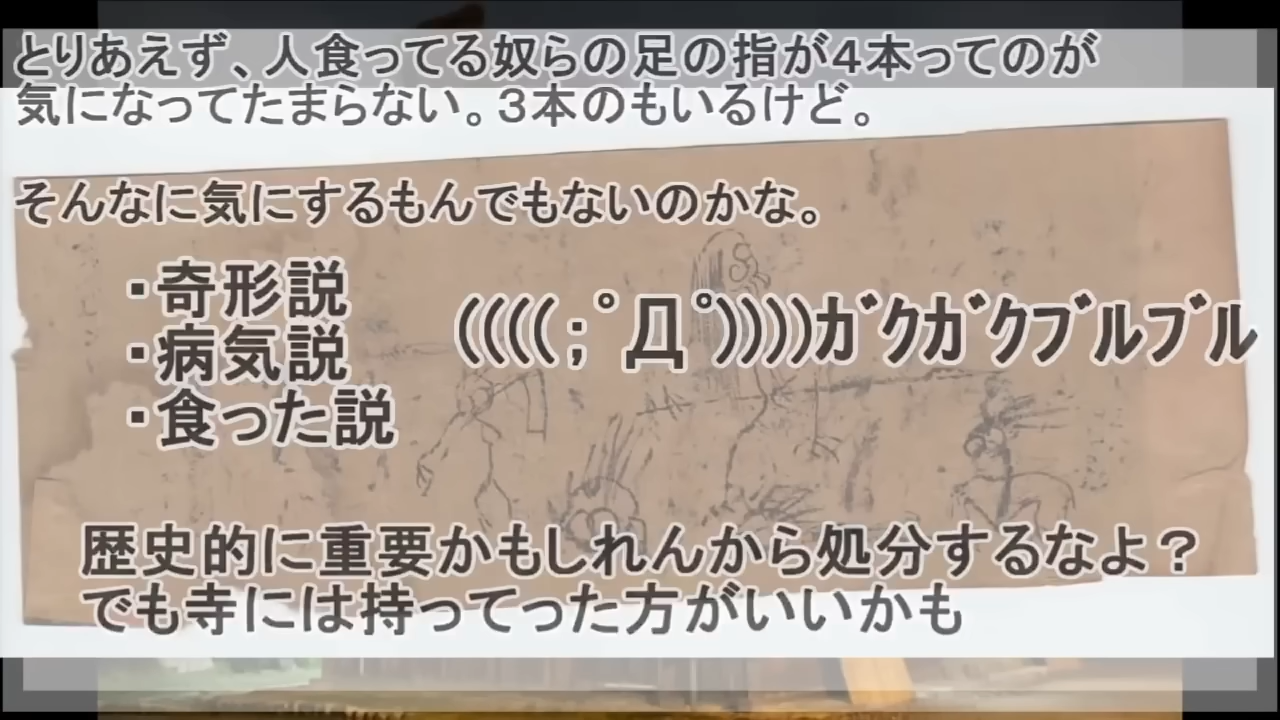 とりあえず、人食ってる奴らの足の指が４本ってのが
気になってたまらない。３本のもいるけど。
そんなに気にするもんでもないのかな。
・奇形説
・病気説
・食った説
((((；ﾟДﾟ))))ｶﾞｸｶﾞｸﾌﾞﾙﾌﾞﾙ
歴史的に重要かもしれんから処分するなよ？
でも寺には持ってった方がいいかも